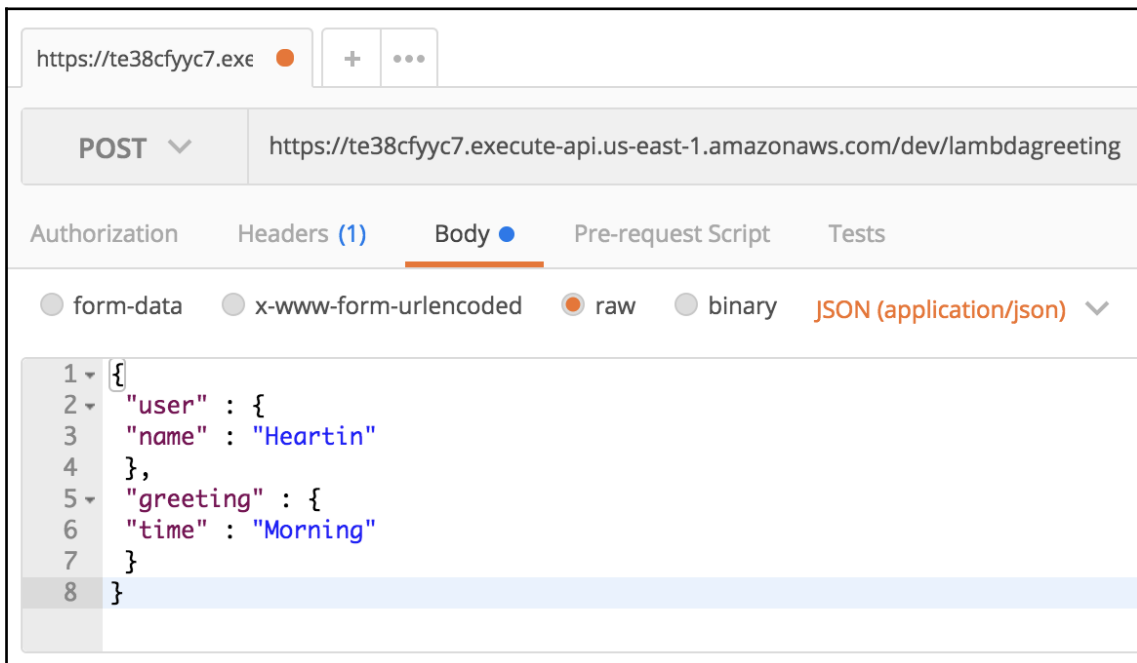 https://te38cfyyc7.exe + •••
POST https://te38cfyyc7.execute-api.us-east-1.amazonaws.com/dev/lambdagreeting
Authorization Headers (1) Body Pre-request Script Tests
form-data x-www-form-urlencoded raw binary JSON (application/json)
1 {
2 "user" : {
3 "name" : "Heartin"
4 },
5 "greeting" : {
6 "time" : "Morning"
7 }
8 }